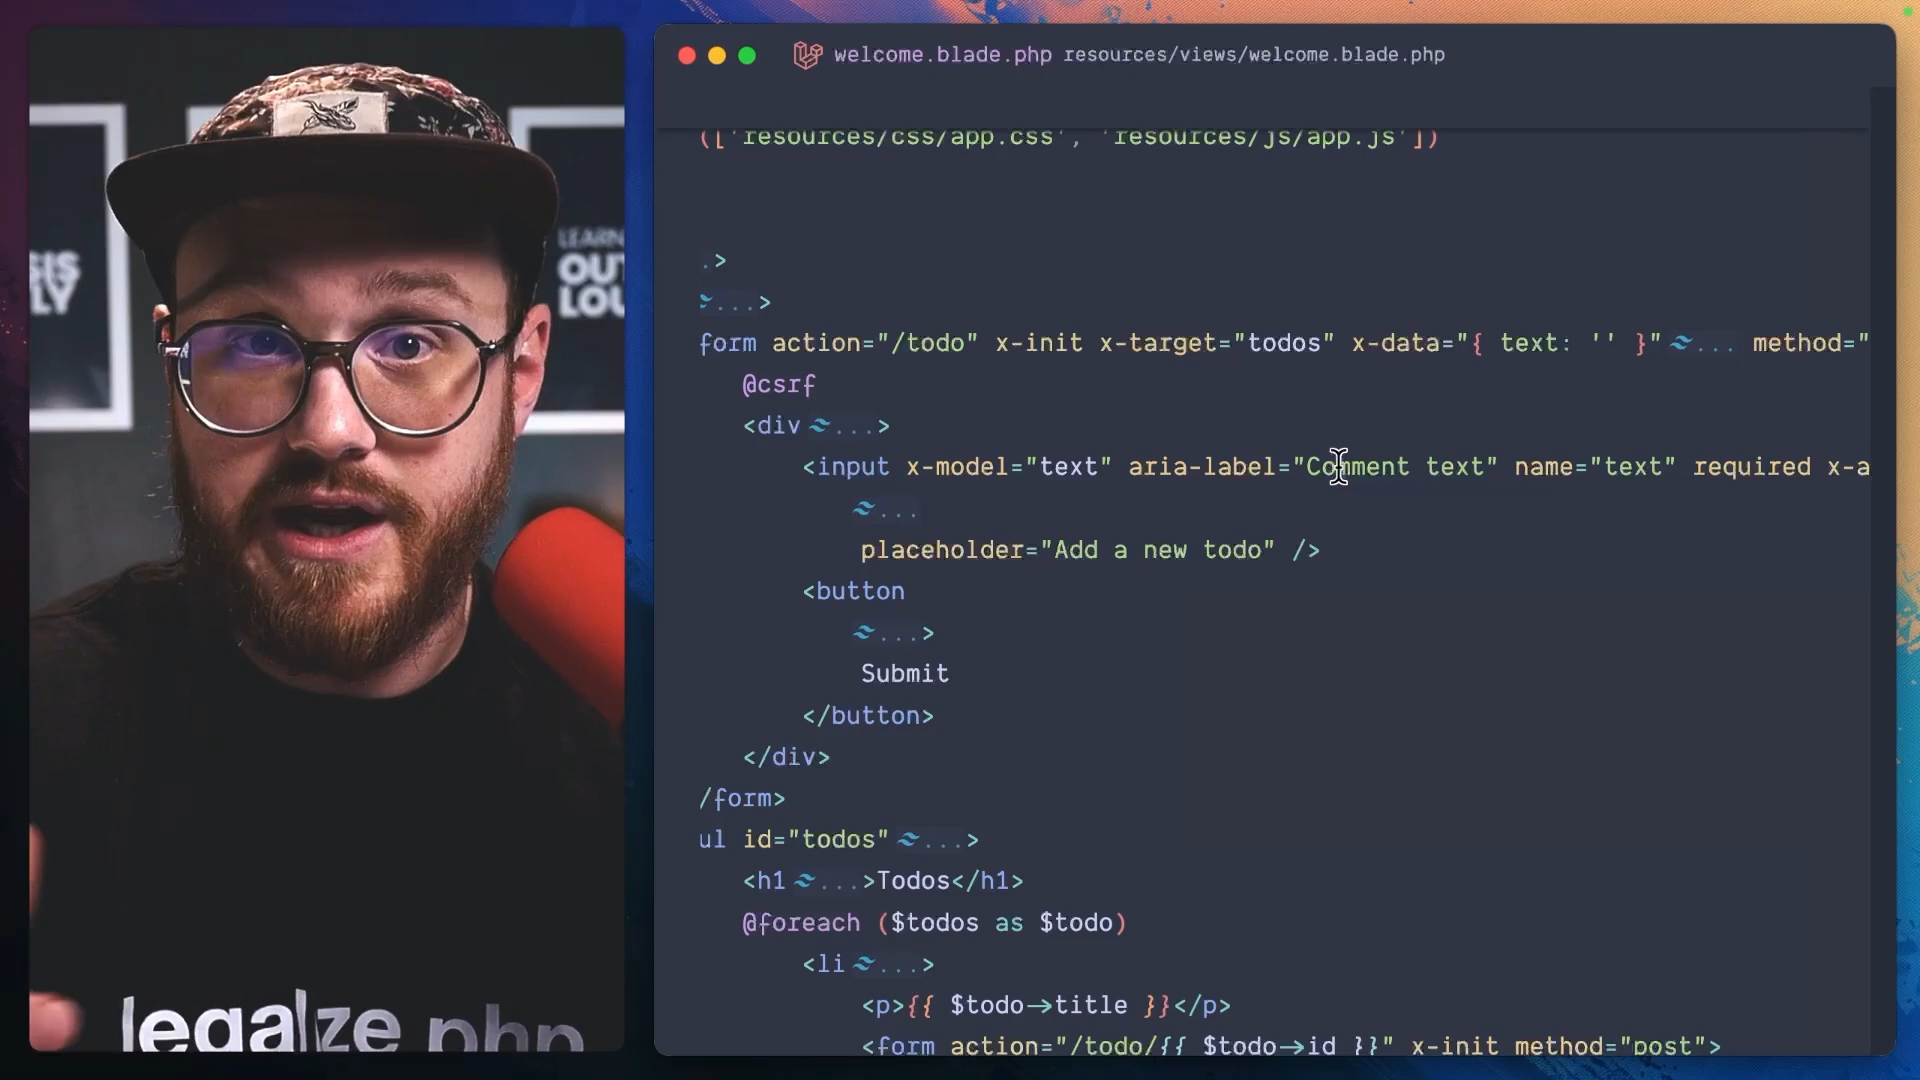 SIS
LY
LEARN
OUT
LOU
legalize php
welcome.blade.php resources/views/welcome.blade.php
(['resources/css/app.css', 'resources/js/app.js'])
.>
...>
form action="/todo" x-init x-target="todos" x-data="{ text: '' }" ... method="
@csrf
<div ...>
<input x-model="text" aria-label="Comment text" name="text" required x-a
...
placeholder="Add a new todo" />
<button
...>
Submit
</button>
</div>
/form>
ul id="todos" ...>
<h1 ...>Todos</h1>
@foreach ($todos as $todo)
<li ...>
<p>{{ $todo->title }}</p>
<form action="/todo/{{ $todo->id }}" x-init method="post">